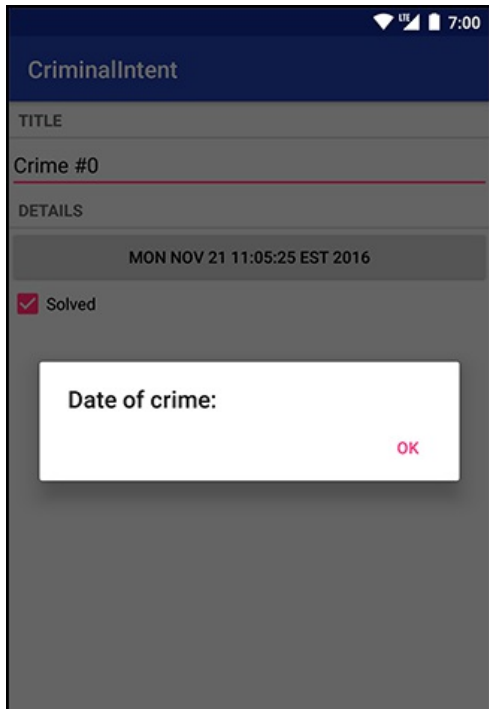 LTE 7:00
CriminalIntent
TITLE
Crime #0
DETAILS
MON NOV 21 11:05:25 EST 2016
Solved
Date of crime:
OK